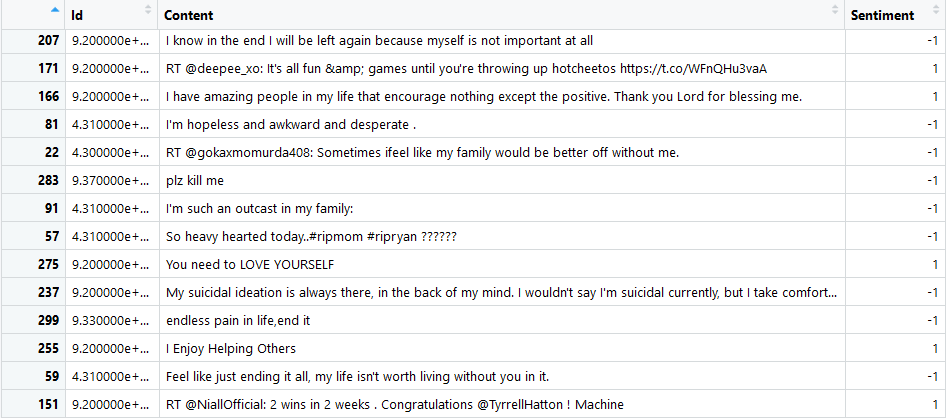 Id Content Sentiment
207 9.200000e+... I know in the end I will be left again because myself is not important at all -1
171 9.200000e+... RT @deepee_xo: It's all fun &amp; games until you're throwing up hotcheetos https://t.co/WFnQHu3vaA 1
166 9.200000e+... I have amazing people in my life that encourage nothing except the positive. Thank you Lord for blessing me. 1
81 4.310000e+... I'm hopeless and awkward and desperate . -1
22 4.300000e+... RT @gokaxmomurda408: Sometimes ifeel like my family would be better off without me. -1
283 9.370000e+... plz kill me -1
91 4.310000e+... I'm such an outcast in my family: -1
57 4.310000e+... So heavy hearted today..#ripmom #ripryan ?????? -1
275 9.200000e+... You need to LOVE YOURSELF 1
237 9.200000e+... My suicidal ideation is always there, in the back of my mind. I wouldn't say I'm suicidal currently, but I take comfort... -1
299 9.330000e+... endless pain in life,end it -1
255 9.200000e+... I Enjoy Helping Others 1
59 4.310000e+... Feel like just ending it all, my life isn't worth living without you in it. -1
151 9.200000e+... RT @NiallOfficial: 2 wins in 2 weeks . Congratulations @TyrrellHatton ! Machine 1